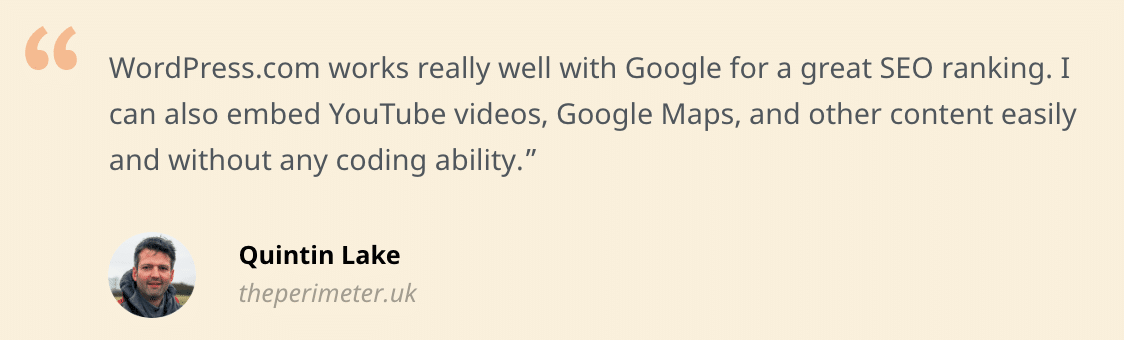 “
WordPress.com works really well with Google for a great SEO ranking. I
can also embed YouTube videos, Google Maps, and other content easily
and without any coding ability.”
Quintin Lake
theperimeter.uk